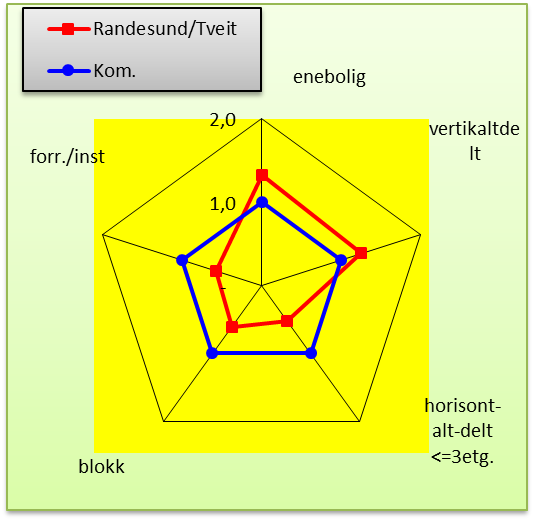 Randesund/Tveit
Kom.
enebolig
2,0
vertikaltde
lt
forr./inst
1,0
-
horisont-
alt-delt
<=3etg.
blokk